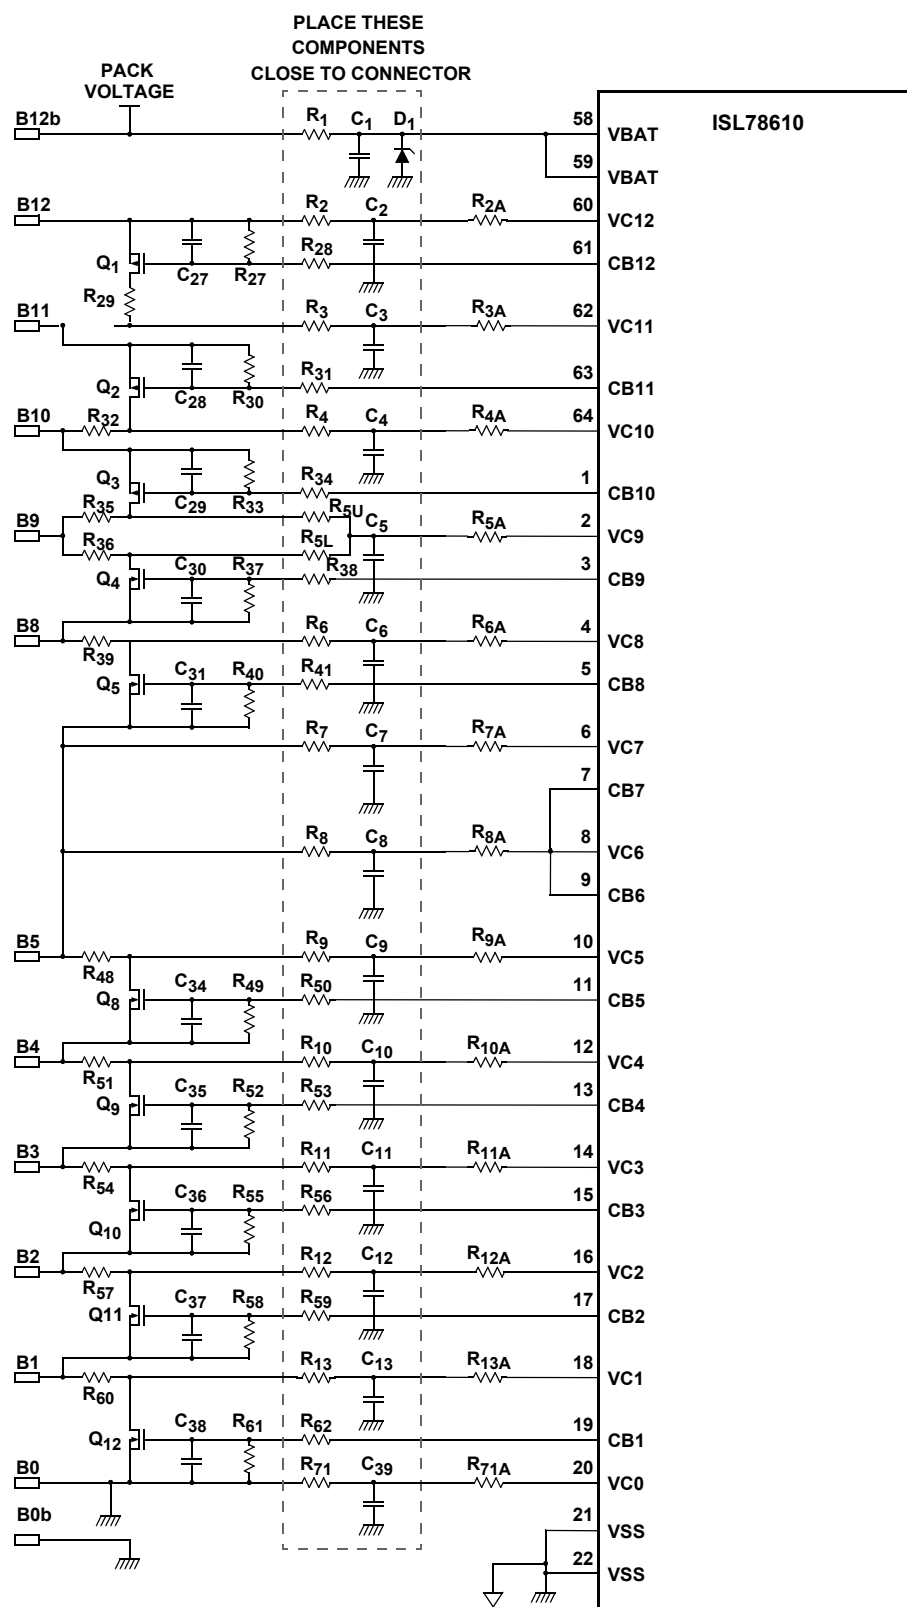 PLACE THESE
COMPONENTS
CLOSE TO CONNECTOR
PACK
VOLTAGE
B12b R1 C1 D1 58 VBAT ISL78610
59 VBAT
B12 R2 C2 R2A 60 VC12
Q1 C27 R27 R28 61 CB12
R29
B11 R3 C3 R3A 62 VC11
Q2 C28 R30 R31 63 CB11
B10 R32 R4 C4 R4A 64 VC10
Q3 C29 R33 R34 1 CB10
R35 R5U
B9 C5 R5A 2 VC9
R36 R5L
Q4 C30 R37 R38 3 CB9
B8 R39 R6 C6 R6A 4 VC8
Q5 C31 R40 R41 5 CB8
R7 C7 R7A 6 VC7
7 CB7
R8 C8 R8A 8 VC6
9 CB6
B5 R48 R9 C9 R9A 10 VC5
Q8 C34 R49 R50 11 CB5
B4 R51 R10 C10 R10A 12 VC4
Q9 C35 R52 R53 13 CB4
B3 R54 R11 C11 R11A 14 VC3
Q10 C36 R55 R56 15 CB3
B2 R57 R12 C12 R12A 16 VC2
Q11 C37 R58 R59 17 CB2
B1 R60 R13 C13 R13A 18 VC1
Q12 C38 R61 R62 19 CB1
B0 R71 C39 R71A 20 VC0
B0b 21 VSS
22 VSS